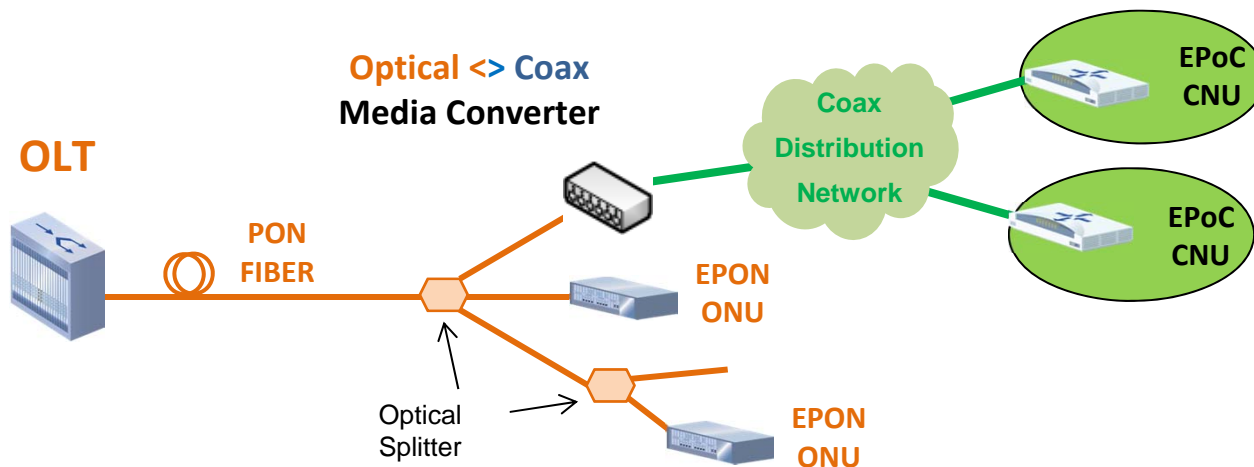 Optical <> Coax
Media Converter
OLT
PON
FIBER
Coax
Distribution
Network
EPoC
CNU
EPoC
CNU
EPON
ONU
Optical
Splitter
EPON
ONU